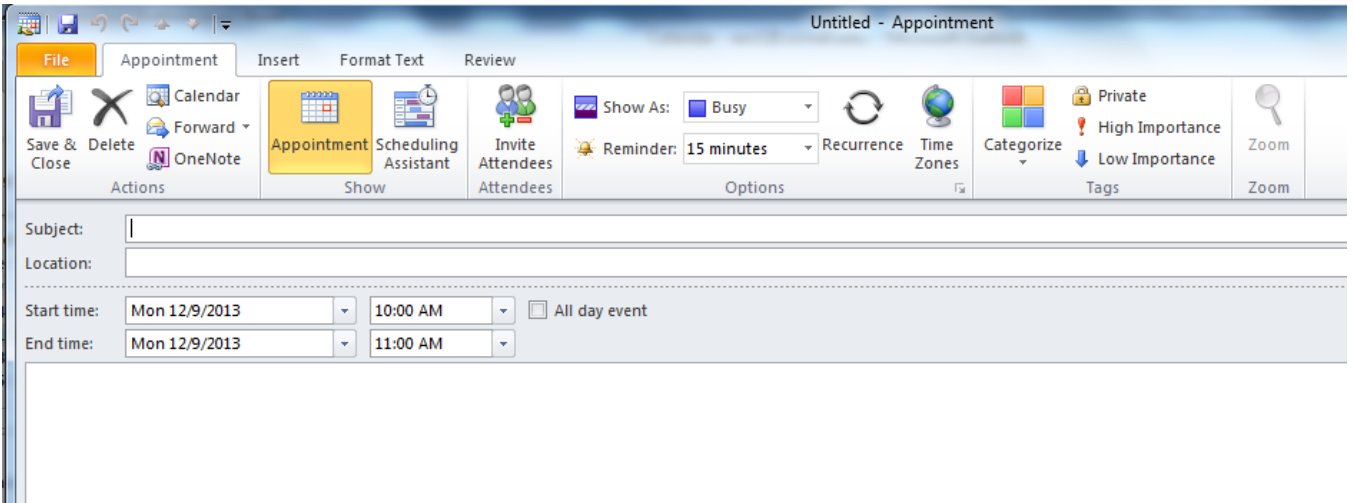 Untitled - Appointment
File Appointment Insert Format Text Review
Save & Close
Delete
Calendar
Forward
OneNote
Actions
Appointment
Scheduling Assistant
Show
Invite Attendees
Attendees
Show As: Busy
Reminder: 15 minutes
Recurrence
Time Zones
Options
Categorize
Private
High Importance
Low Importance
Tags
Zoom
Zoom
Subject:
Location:
Start time: Mon 12/9/2013 10:00 AM All day event
End time: Mon 12/9/2013 11:00 AM